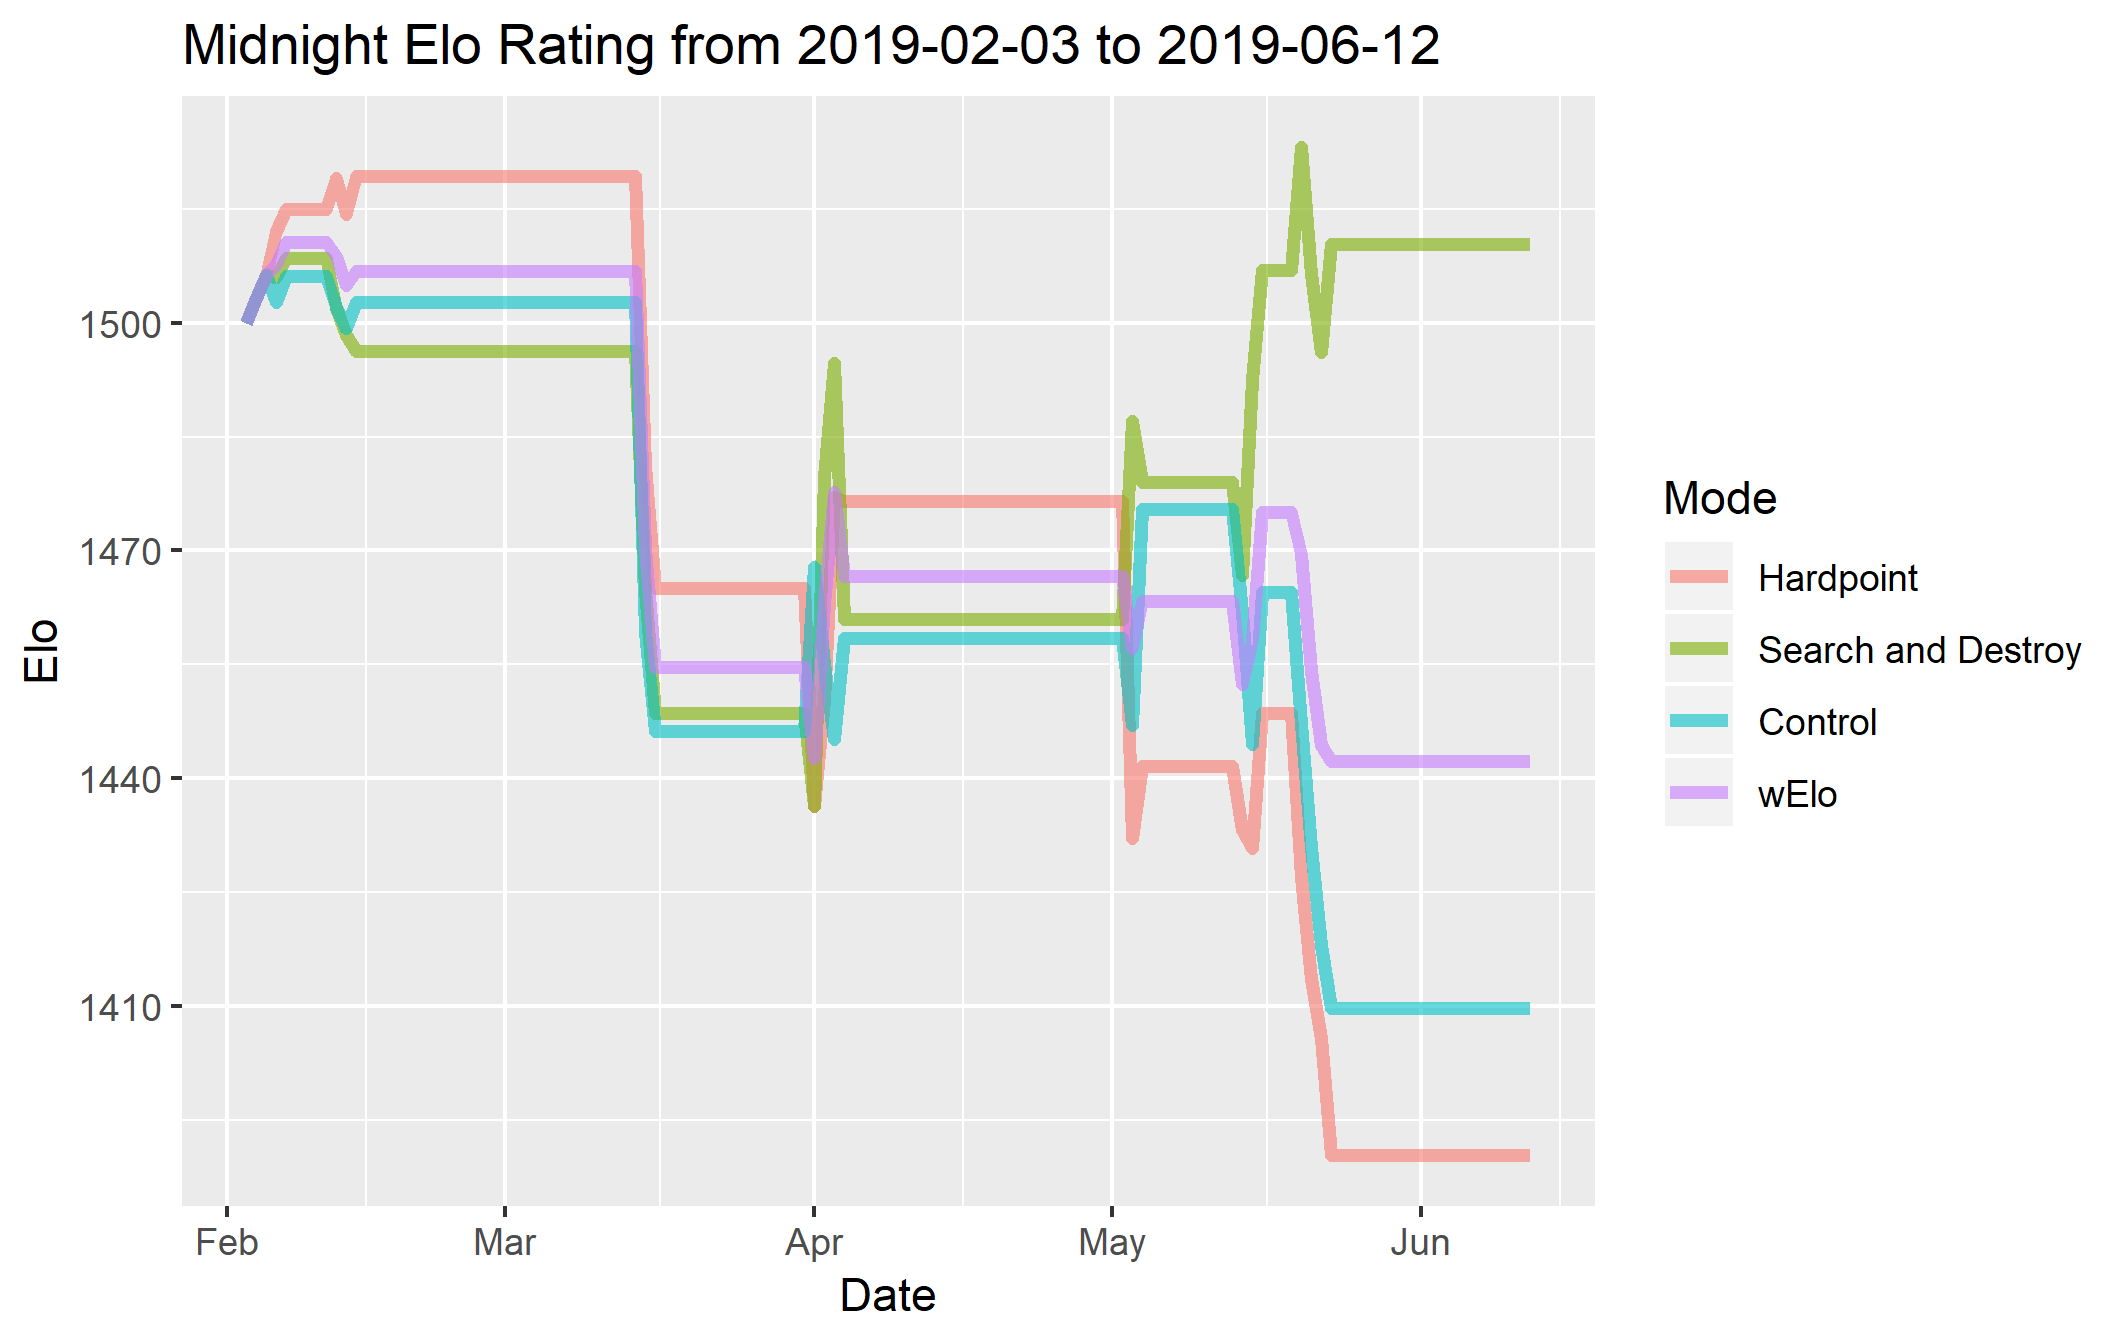 Midnight Elo Rating from 2019-02-03 to 2019-06-12
1500
1470
1440
1410
Elo
Feb Mar Apr May Jun
Date
Mode
Hardpoint
Search and Destroy
Control
wElo